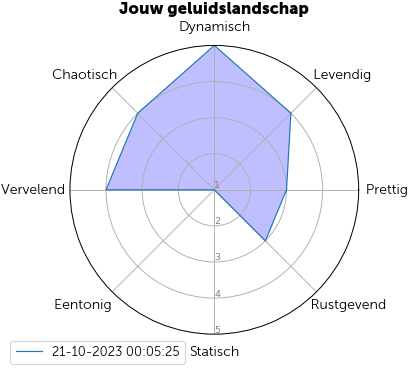 Jouw geluidslandschap
Dynamisch
Chaotisch
Levendig
Vervelend
1
Prettig
2
3
4
Eentonig
Rustgevend
5
21-10-2023 00:05:25
Statisch